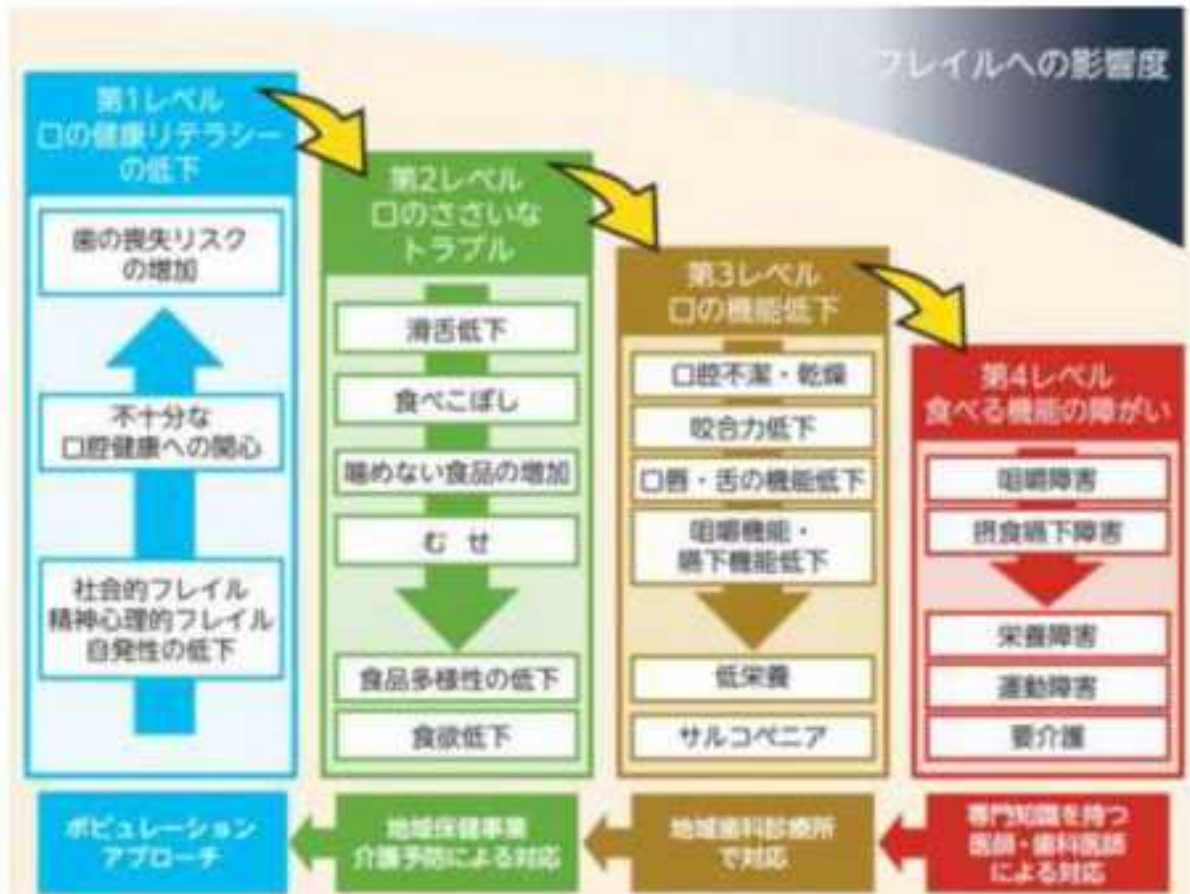 フレイルへの影響度
第1レベル
口の健康リテラシー
の低下
歯の喪失リスク
の増加
不十分な
口腔健康への関心
社会的フレイル
精神心理的フレイル
自発性の低下
ポピュレーション
アプローチ
第2レベル
口のささいな
トラブル
滑舌低下
食べこぼし
噛めない食品の増加
むせ
食品多様性の低下
食欲低下
地域保健事業
介護予防による対応
第3レベル
口の機能低下
口腔不潔・乾燥
咬合力低下
口唇・舌の機能低下
咀嚼機能・
嚥下機能低下
低栄養
サルコペニア
地域歯科診療所
で対応
第4レベル
食べる機能の障がい
咀嚼障害
摂食嚥下障害
栄養障害
運動障害
要介護
専門知識を持つ
医師・歯科医師
による対応